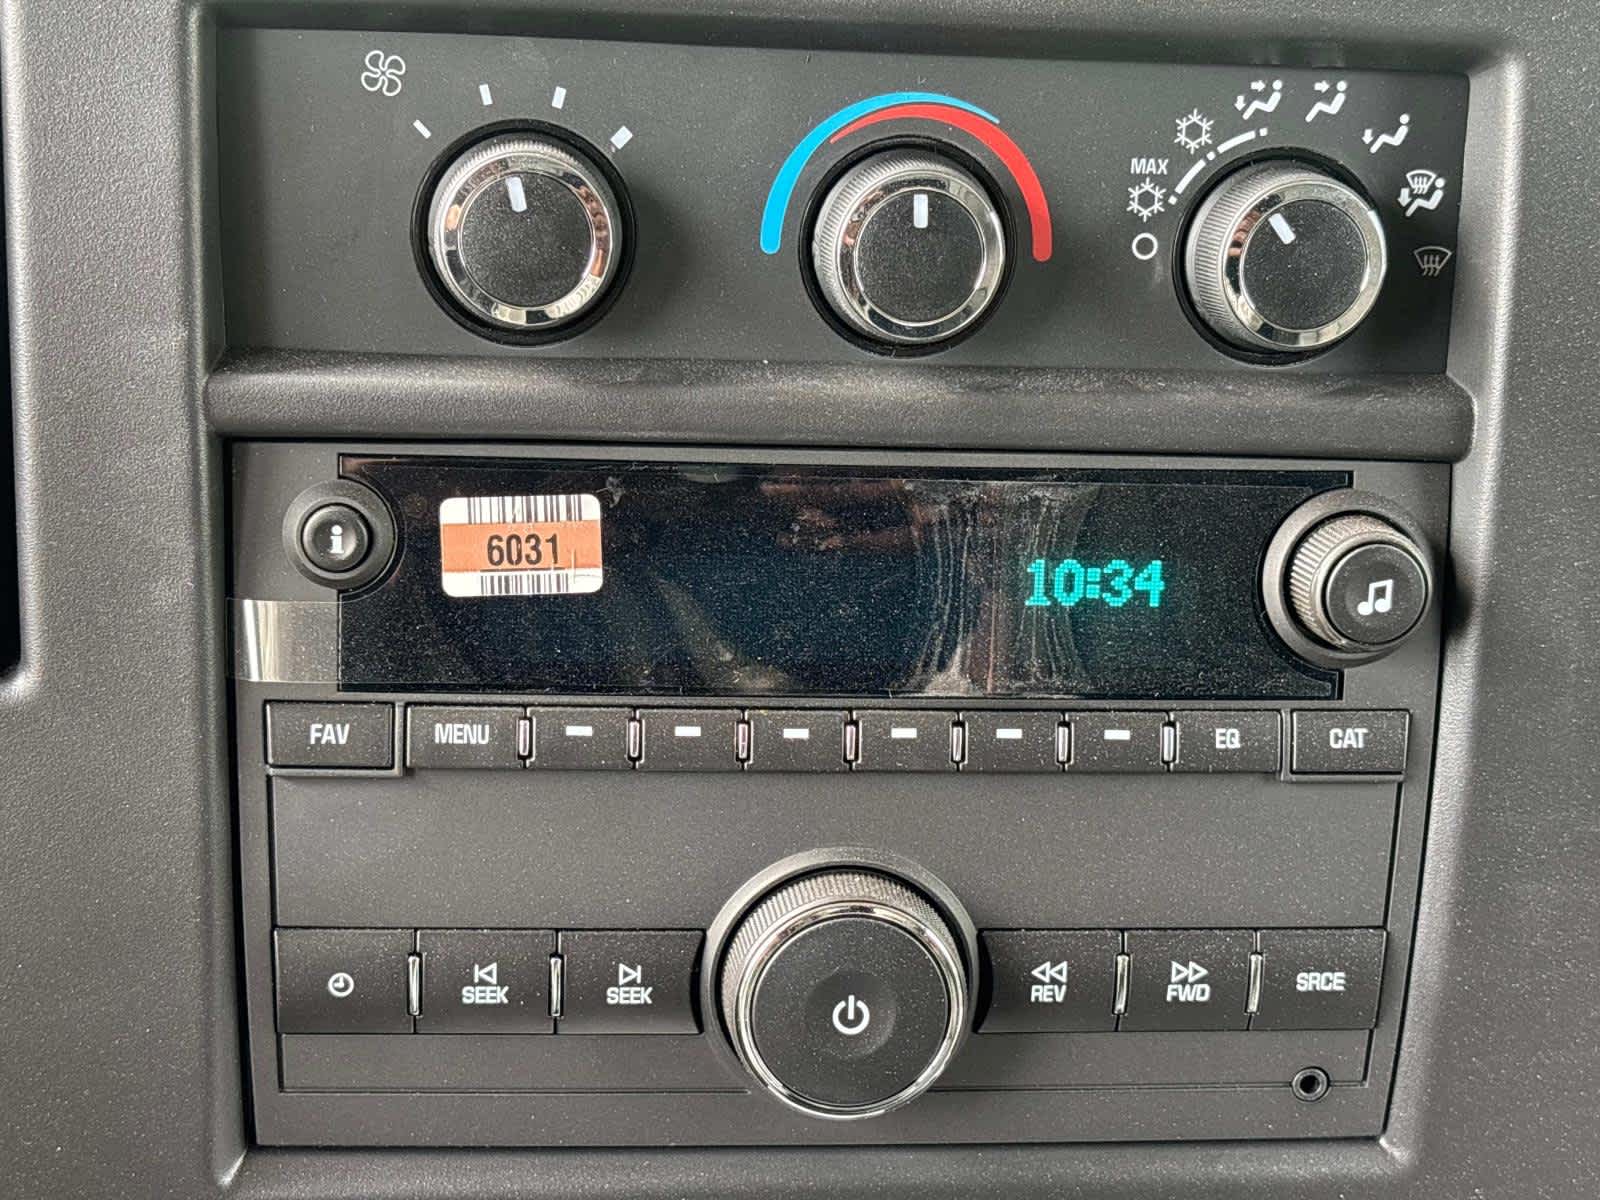 MAX
i
6031
10:34
FAV MENU EQ CAT
SEEK SEEK REV FWD SRCE